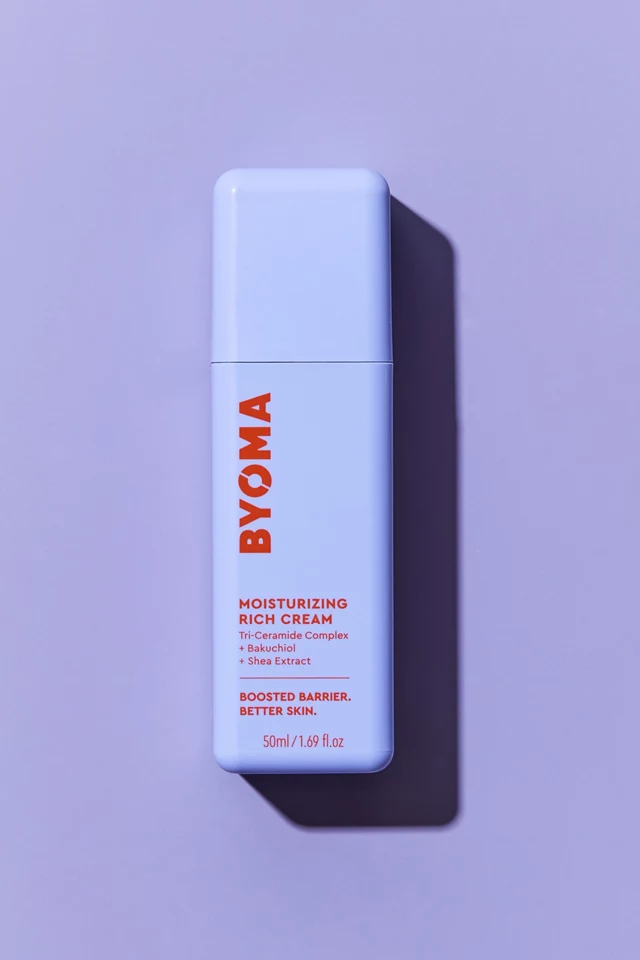 BYOMA
MOISTURIZING
RICH CREAM
Tri-Ceramide Complex
+ Bakuchiol
+ Shea Extract
BOOSTED BARRIER.
BETTER SKIN.
50ml / 1.69 fl.oz